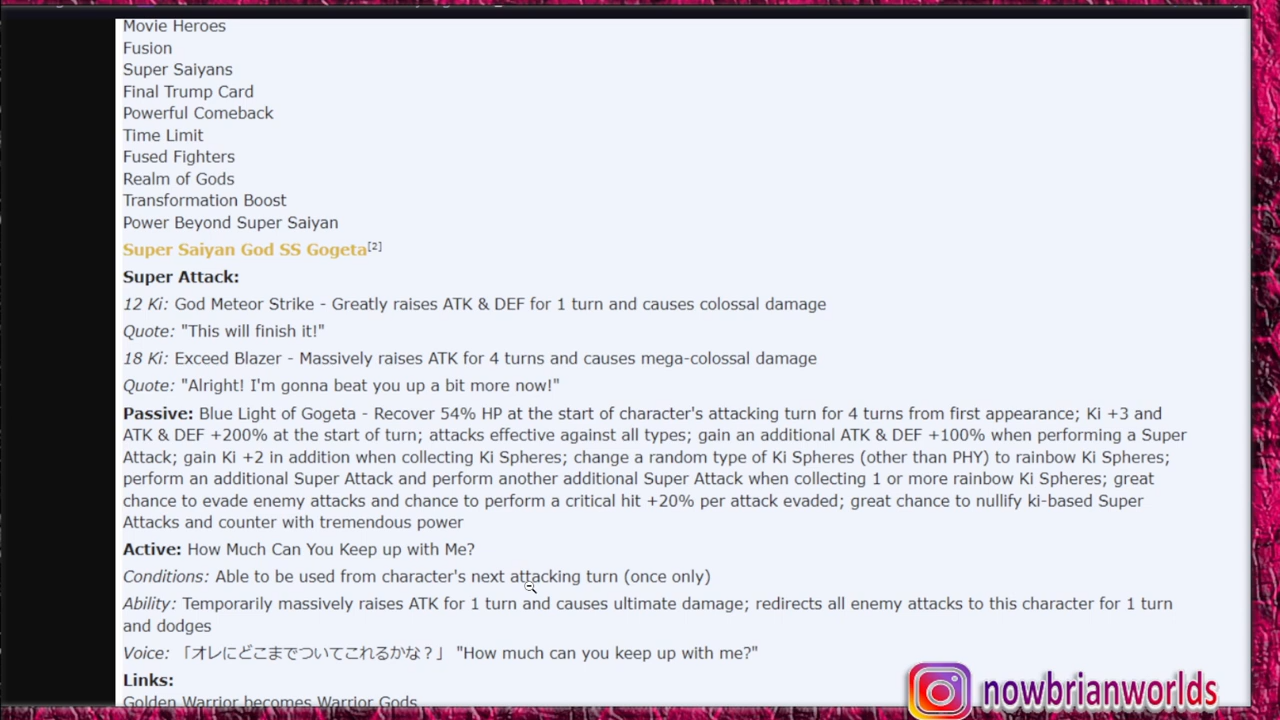 Movie Heroes
Fusion
Super Saiyans
Final Trump Card
Powerful Comeback
Time Limit
Fused Fighters
Realm of Gods
Transformation Boost
Power Beyond Super Saiyan
Super Saiyan God SS Gogeta[2]
Super Attack:
12 Ki: God Meteor Strike - Greatly raises ATK & DEF for 1 turn and causes colossal damage
Quote: "This will finish it!"
18 Ki: Exceed Blazer - Massively raises ATK for 4 turns and causes mega-colossal damage
Quote: "Alright! I'm gonna beat you up a bit more now!"
Passive: Blue Light of Gogeta - Recover 54% HP at the start of character's attacking turn for 4 turns from first appearance; Ki +3 and
ATK & DEF +200% at the start of turn; attacks effective against all types; gain an additional ATK & DEF +100% when performing a Super
Attack; gain Ki +2 in addition when collecting Ki Spheres; change a random type of Ki Spheres (other than PHY) to rainbow Ki Spheres;
perform an additional Super Attack and perform another additional Super Attack when collecting 1 or more rainbow Ki Spheres; great
chance to evade enemy attacks and chance to perform a critical hit +20% per attack evaded; great chance to nullify ki-based Super
Attacks and counter with tremendous power
Active: How Much Can You Keep up with Me?
Conditions: Able to be used from character's next attacking turn (once only)
Ability: Temporarily massively raises ATK for 1 turn and causes ultimate damage; redirects all enemy attacks to this character for 1 turn
and dodges
Voice: 「オレにどこまでついてこれるかな？」 "How much can you keep up with me?"
Links:
Golden Warrior becomes Warrior Gods
nowbrianworlds